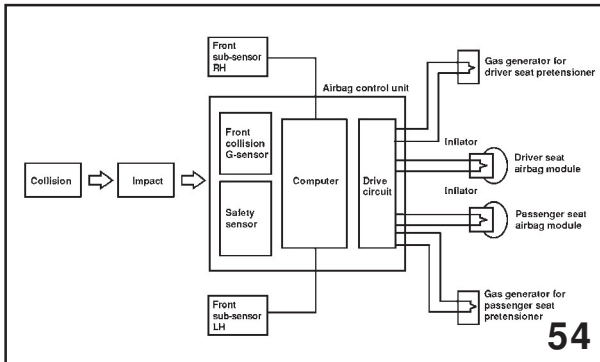 Front
sub-sensor
RH
Airbag control unit
Gas generator for
driver seat pretensioner
Front
collision
G-sensor
Safety
sensor
Computer
Drive
circuit
Collision
Impact
Inflator
Driver seat
airbag module
Inflator
Passenger seat
airbag module
Front
sub-sensor
LH
Gas generator for
passenger seat
pretensioner
54